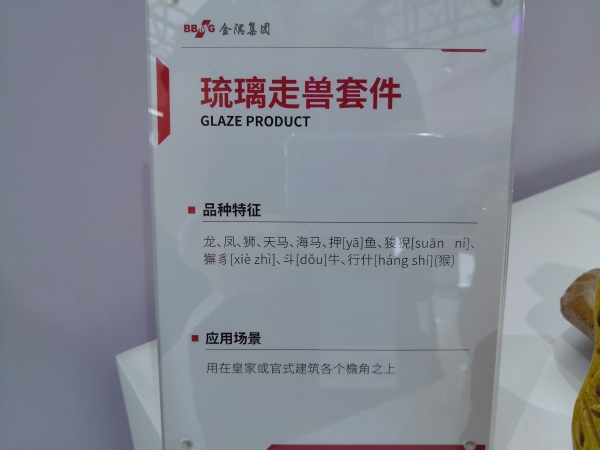 BBMG 金隅集团
琉璃走兽套件
GLAZE PRODUCT
品种特征
龙、凤、狮、天马、海马、押[yā]鱼、狻猊[suān ní]、
獬豸[xiè zhì]、斗[dǒu]牛、行什[háng shí](猴)
应用场景
用在皇家或官式建筑各个檐角之上